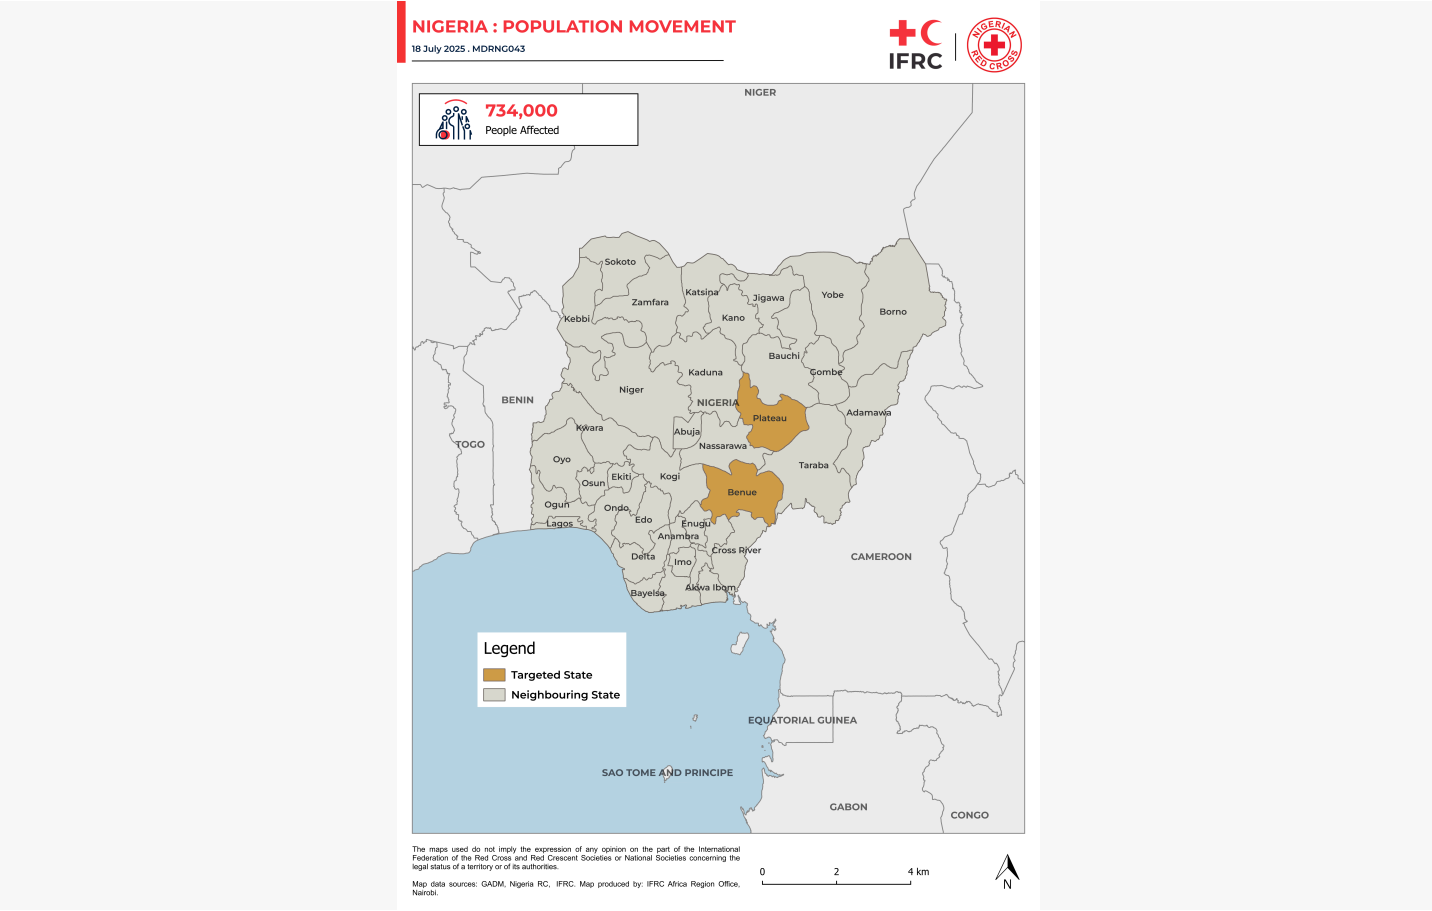 NIGERIA : POPULATION MOVEMENT
18 July 2025 . MDRNG043
IFRC
NIGERIAN RED CROSS
734,000
People Affected
NIGER
Sokoto
Katsina
Jigawa
Yobe
Zamfara
Borno
Kebbi
Kano
Bauchi
Kaduna
Gombe
Niger
BENIN
NIGERIA
Adamawa
Plateau
Kwara
Abuja
TOGO
Nassarawa
Oyo
Taraba
Ekiti
Kogi
Osun
Benue
Ogun
Ondo
Edo
Lagos
Enugu
Anambra
Cross River
Delta
CAMEROON
Imo
Akwa Ibom
Bayelsa
Legend
Targeted State
Neighbouring State
EQUATORIAL GUINEA
SAO TOME AND PRINCIPE
GABON
CONGO
The maps used do not imply the expression of any opinion on the part of the International
Federation of the Red Cross and Red Crescent Societies or National Societies concerning the
legal status of a territory or of its authorities.
Map data sources: GADM, Nigeria RC, IFRC. Map produced by: IFRC Africa Region Office,
Nairobi.
0 2 4 km
N